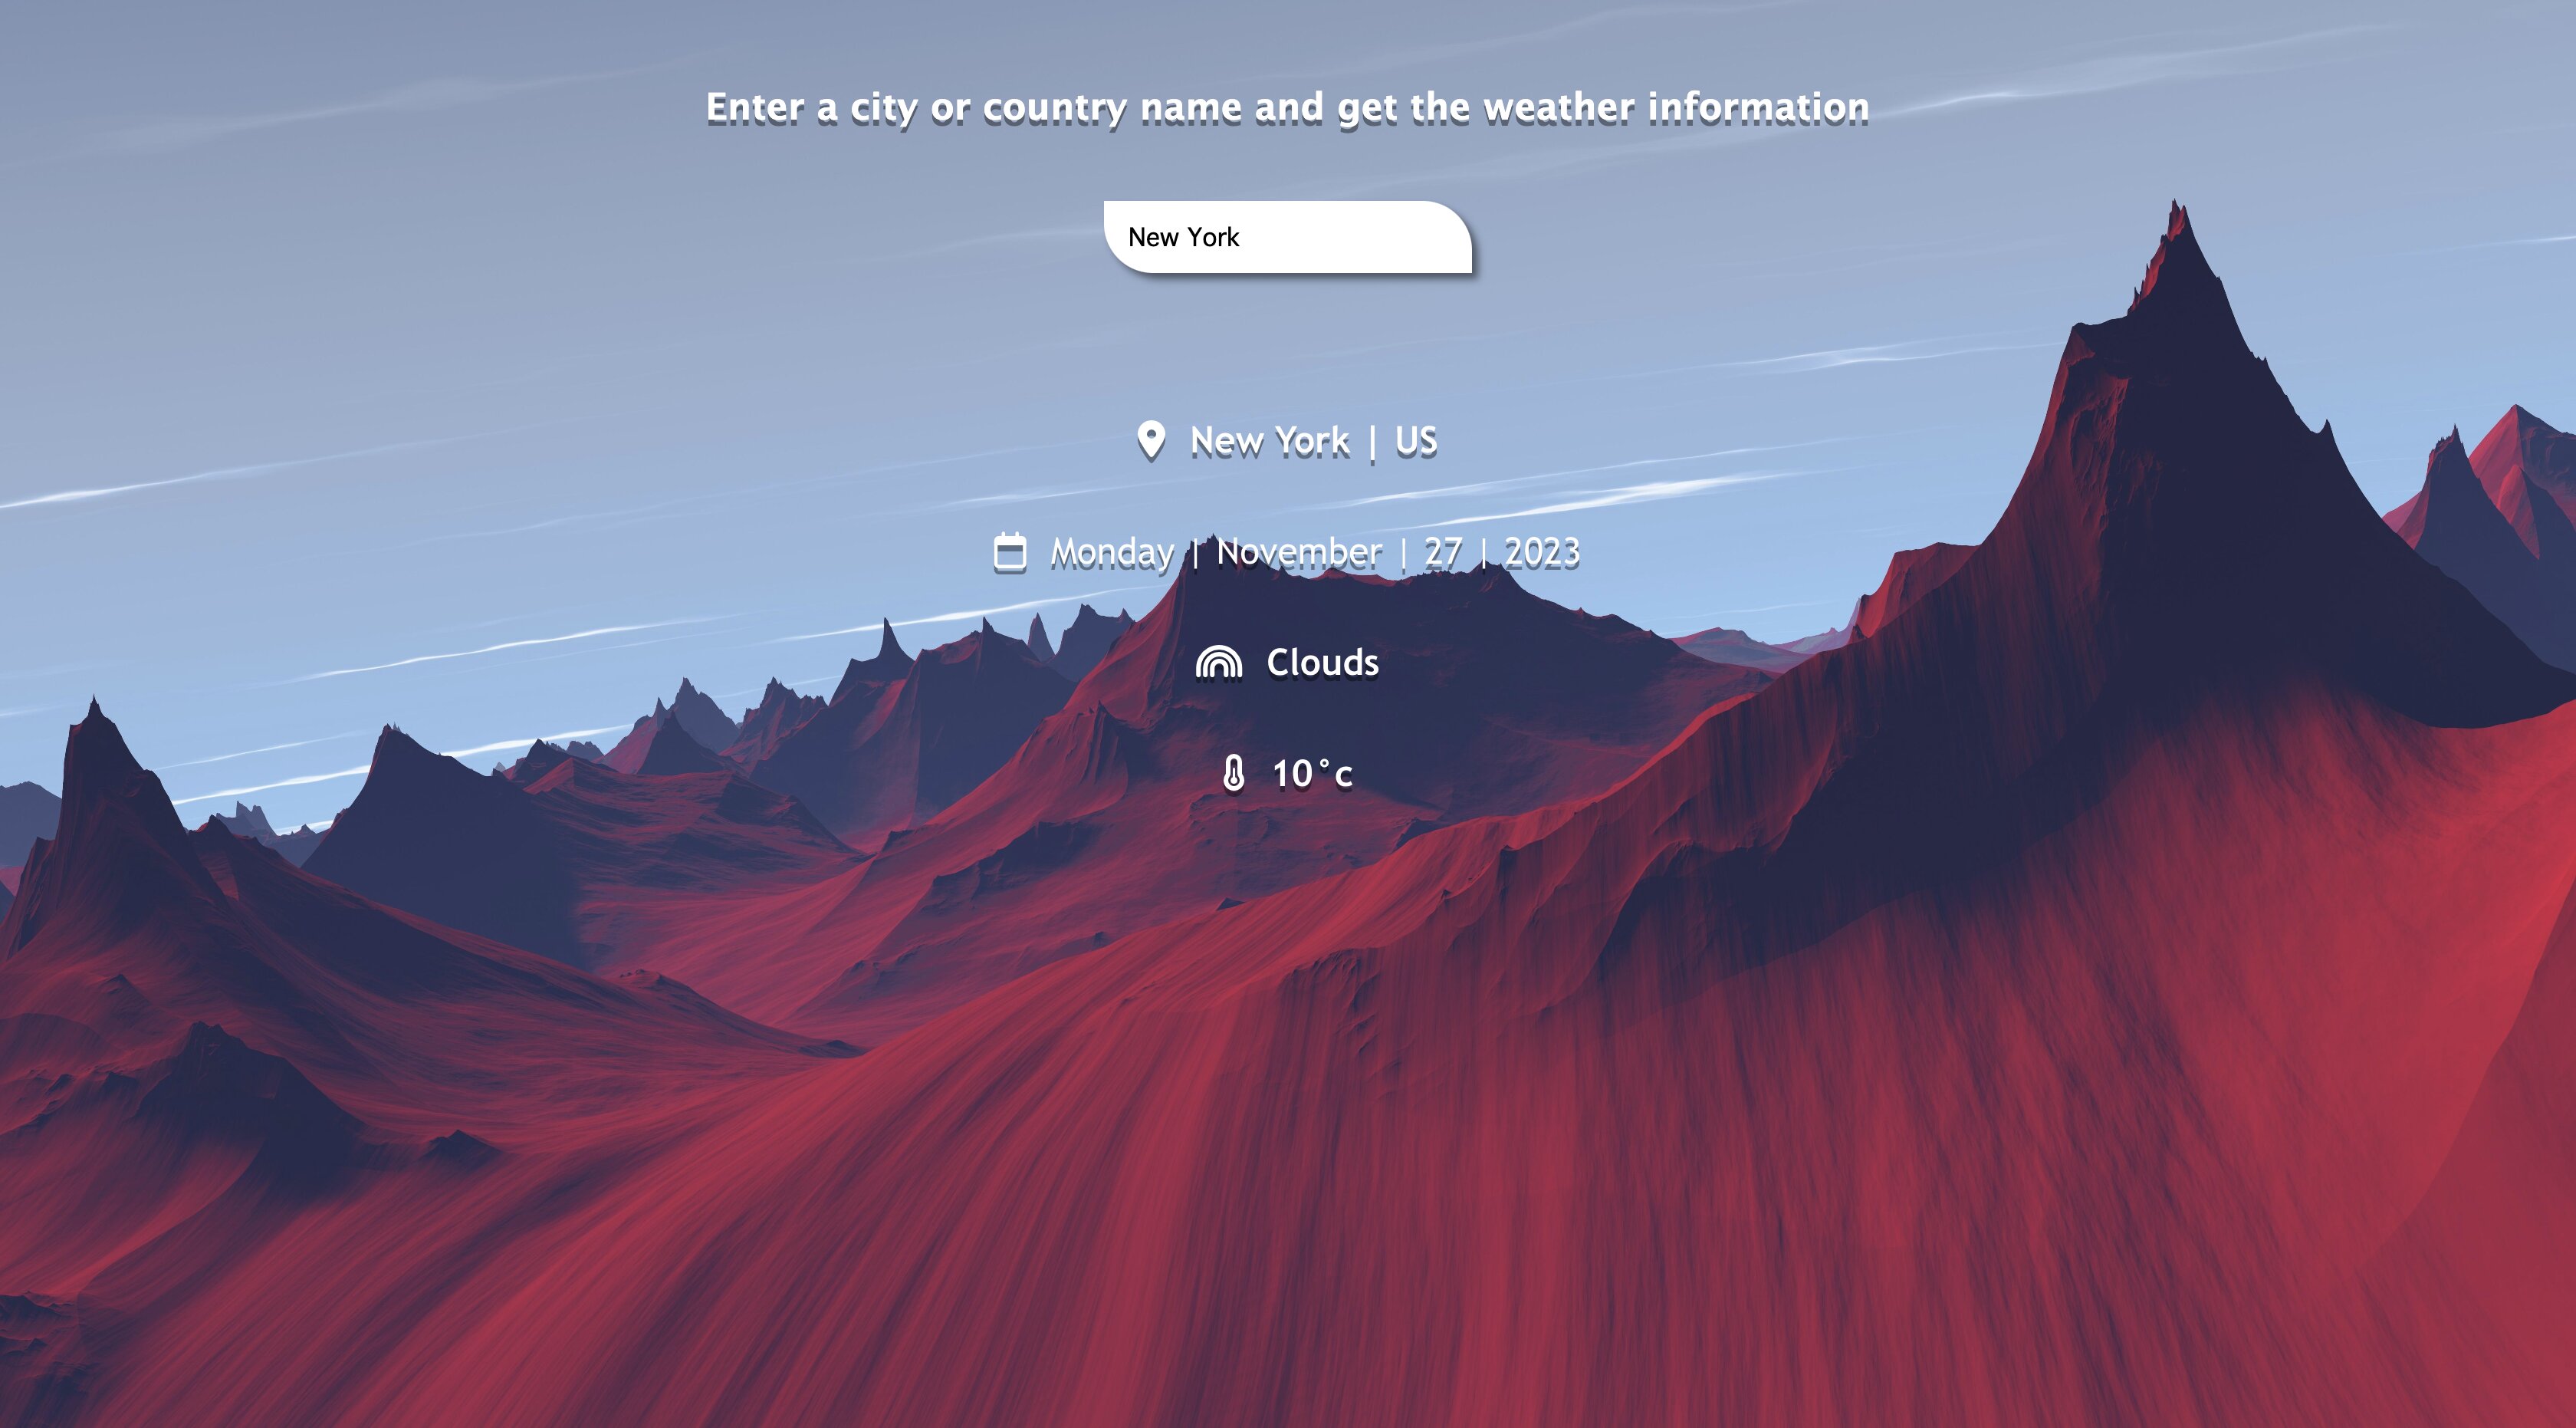 Enter a city or country name and get the weather information
New York
New York | US
Monday | November | 27 | 2023
Clouds
10°c